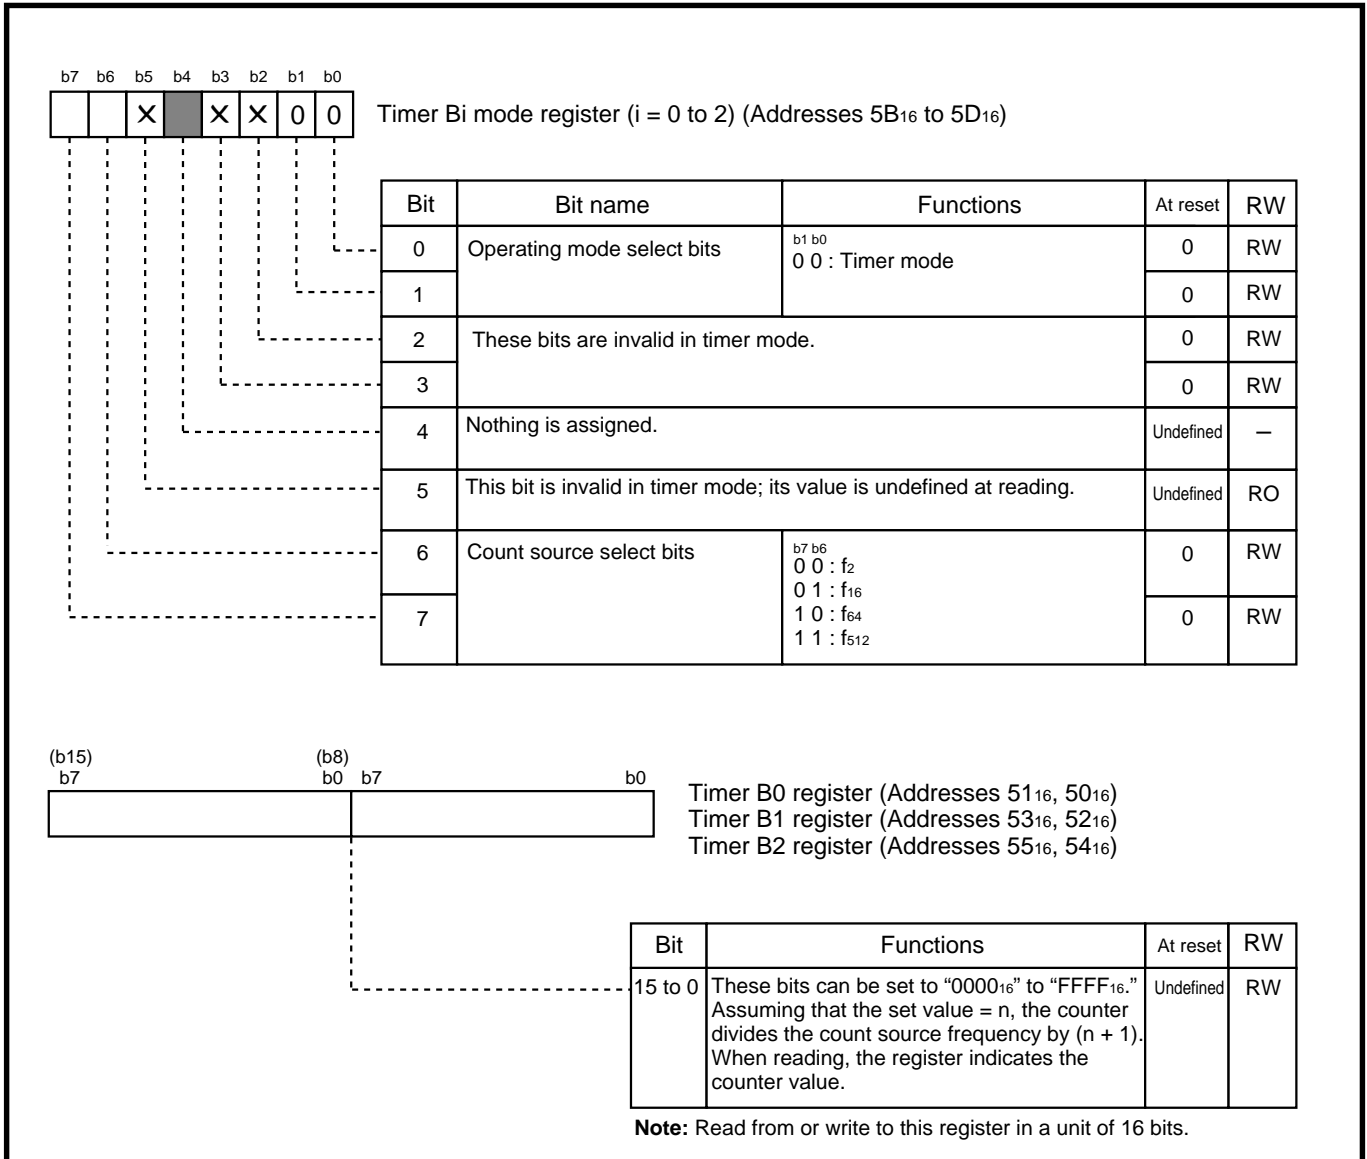 b7 b6 b5 b4 b3 b2 b1 b0
X X X 0 0 Timer Bi mode register (i = 0 to 2) (Addresses 5B16 to 5D16)
Bit Bit name Functions At reset RW
0 Operating mode select bits b1 b0 0 RW
0 0 : Timer mode
1 0 RW
2 These bits are invalid in timer mode. 0 RW
3 0 RW
4 Nothing is assigned. Undefined –
5 This bit is invalid in timer mode; its value is undefined at reading. Undefined RO
6 Count source select bits b7 b6 0 RW
0 0 : f2
0 1 : f16
7 1 0 : f64 0 RW
1 1 : f512
(b15) (b8)
b7 b0 b7 b0
Timer B0 register (Addresses 5116, 5016)
Timer B1 register (Addresses 5316, 5216)
Timer B2 register (Addresses 5516, 5416)
Bit Functions At reset RW
15 to 0 These bits can be set to “000016” to “FFFF16.” Undefined RW
Assuming that the set value = n, the counter
divides the count source frequency by (n + 1).
When reading, the register indicates the
counter value.
Note: Read from or write to this register in a unit of 16 bits.